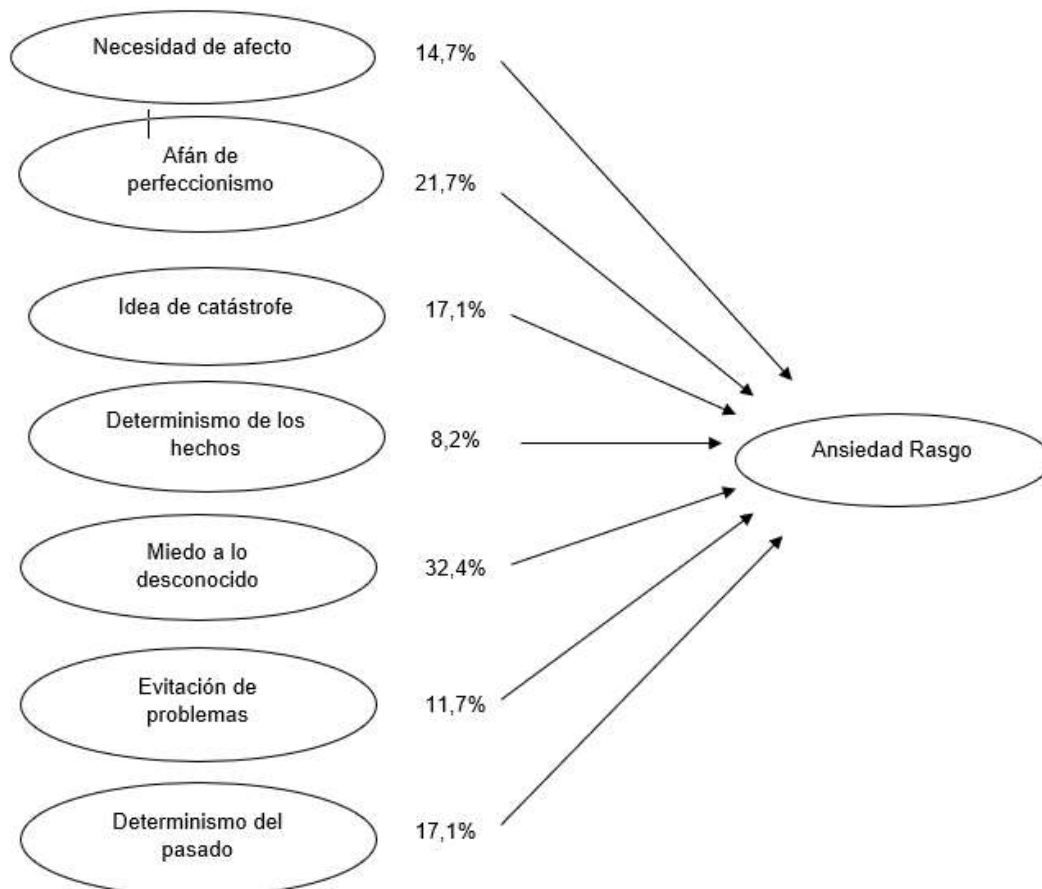 Necesidad de afecto
14,7%
Afán de
perfeccionismo
21,7%
Idea de catástrofe
17,1%
Determinismo de los
hechos
8,2%
Ansiedad Rasgo
Miedo a lo
desconocido
32,4%
Evitación de
problemas
11,7%
Determinismo del
pasado
17,1%